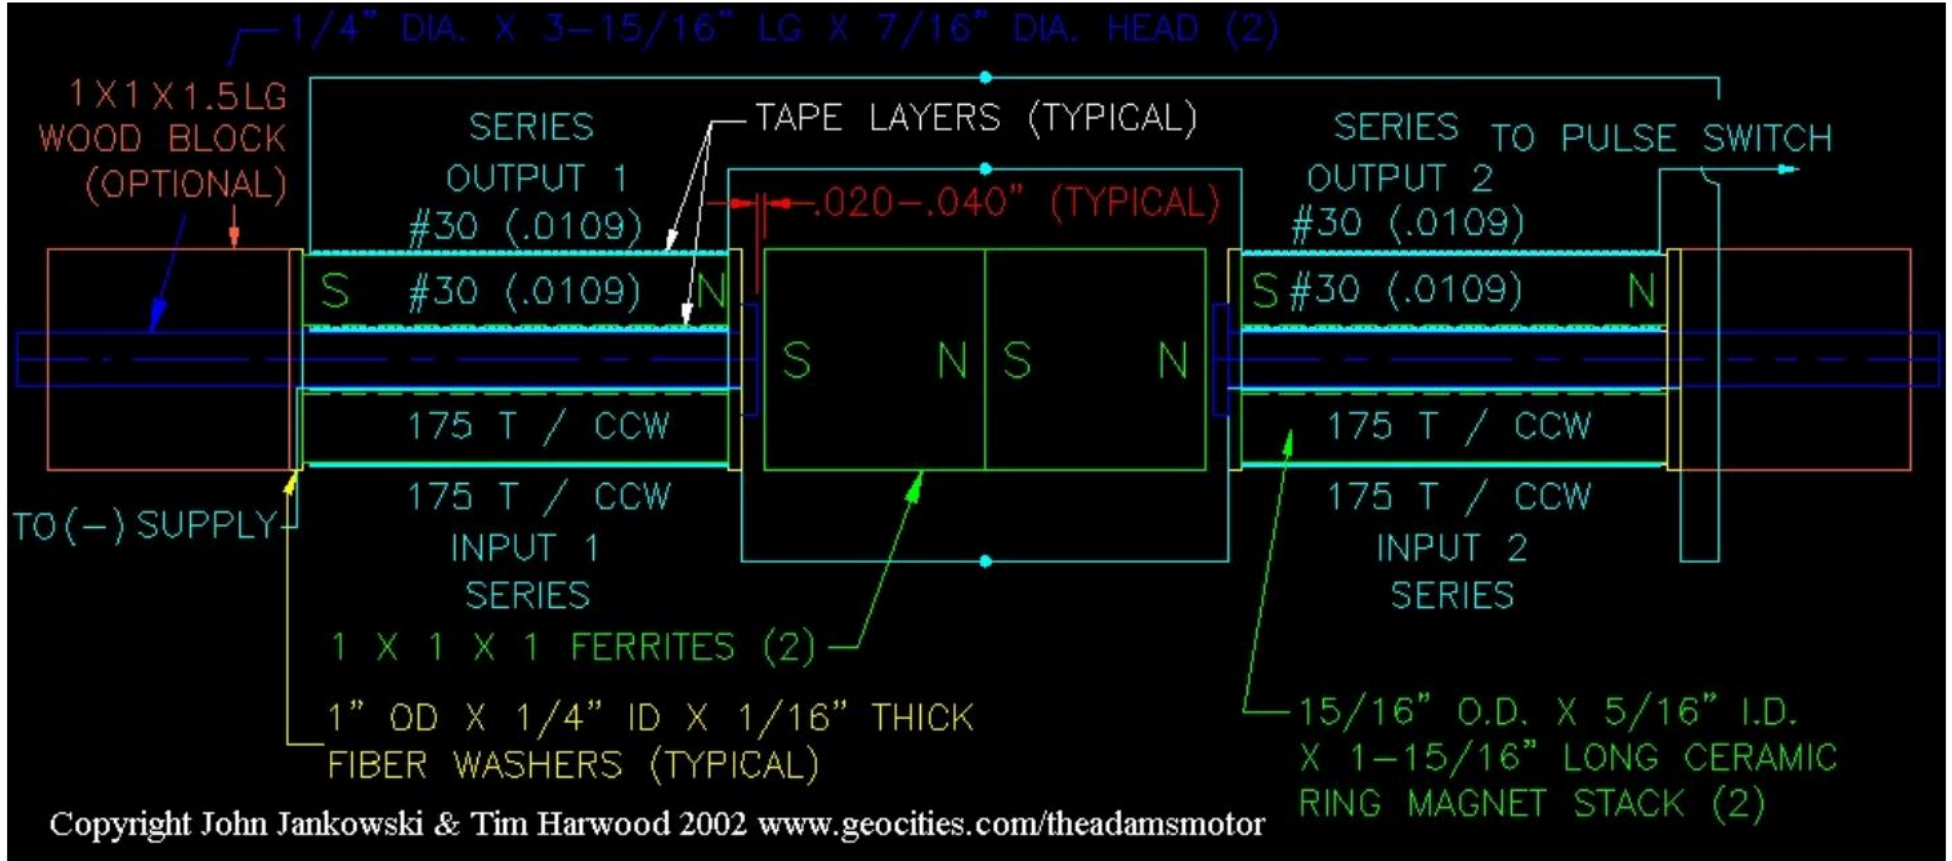 1/4" DIA. X 3-15/16" LG X 7/16" DIA. HEAD (2)
1X1X1.5LG
WOOD BLOCK
(OPTIONAL)
SERIES
OUTPUT 1
#30 (.0109)
TAPE LAYERS (TYPICAL)
.020-.040" (TYPICAL)
SERIES
OUTPUT 2
#30 (.0109)
TO PULSE SWITCH
S #30 (.0109) N
S N S N
S #30 (.0109) N
175 T / CCW
175 T / CCW
INPUT 1
SERIES
175 T / CCW
175 T / CCW
INPUT 2
SERIES
TO(-) SUPPLY
1 X 1 X 1 FERRITES (2)
1" OD X 1/4" ID X 1/16" THICK
FIBER WASHERS (TYPICAL)
15/16" O.D. X 5/16" I.D.
X 1-15/16" LONG CERAMIC
RING MAGNET STACK (2)
Copyright John Jankowski & Tim Harwood 2002 www.geocities.com/theadamsmotor